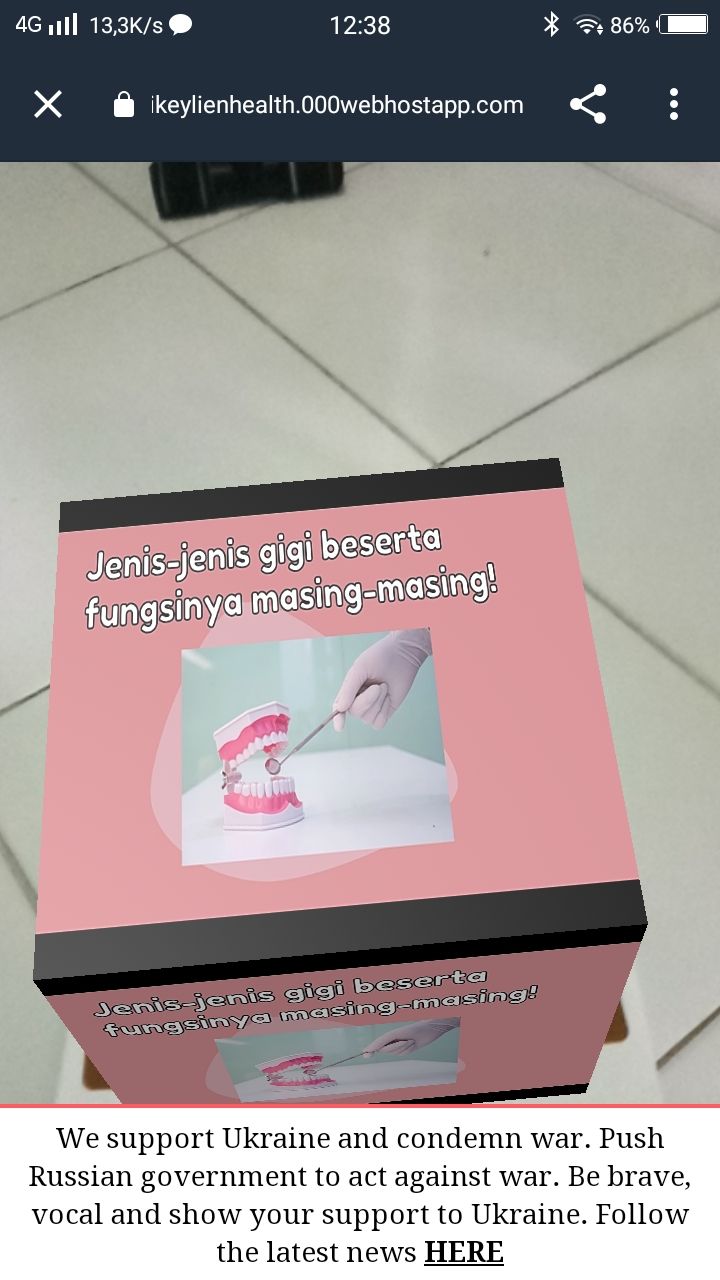 4G 13,3K/s 12:38 86%
ikeylienhealth.000webhostapp.com
Jenis-jenis gigi beserta
fungsinya masing-masing!
Jenis-jenis gigi beserta
fungsinya masing-masing!
We support Ukraine and condemn war. Push
Russian government to act against war. Be brave,
vocal and show your support to Ukraine. Follow
the latest news HERE